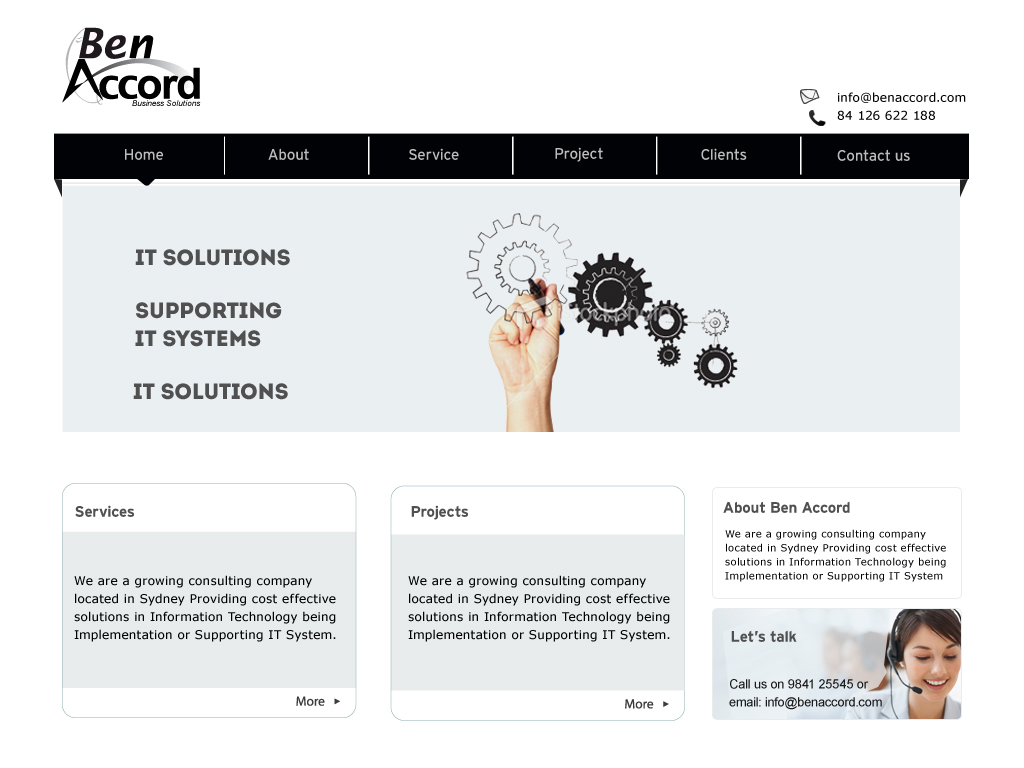 Ben
Accord
Business Solutions
info@benaccord.com
84 126 622 188
Home
About
Service
Project
Clients
Contact us
IT SOLUTIONS
SUPPORTING
IT SYSTEMS
IT SOLUTIONS
Services
We are a growing consulting company
located in Sydney Providing cost effective
solutions in Information Technology being
Implementation or Supporting IT System.
More
Projects
We are a growing consulting company
located in Sydney Providing cost effective
solutions in Information Technology being
Implementation or Supporting IT System.
More
About Ben Accord
We are a growing consulting company
located in Sydney Providing cost effective
solutions in Information Technology being
Implementation or Supporting IT System
Let's talk
Call us on 9841 25545 or
email: info@benaccord.com